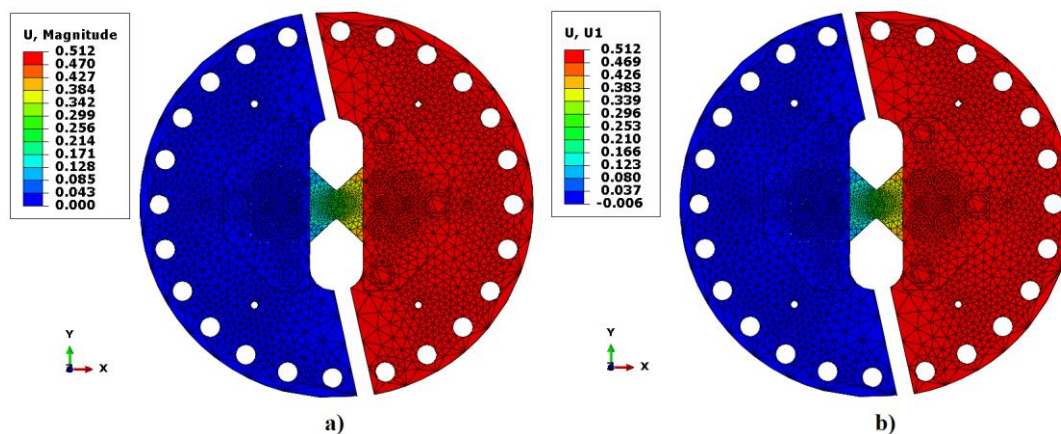 U, Magnitude
0.512
0.470
0.427
0.384
0.342
0.299
0.256
0.214
0.171
0.128
0.085
0.043
0.000
Y
Z
X
a)
U, U1
0.512
0.469
0.426
0.383
0.339
0.296
0.253
0.210
0.166
0.123
0.080
0.037
-0.006
Y
Z
X
b)